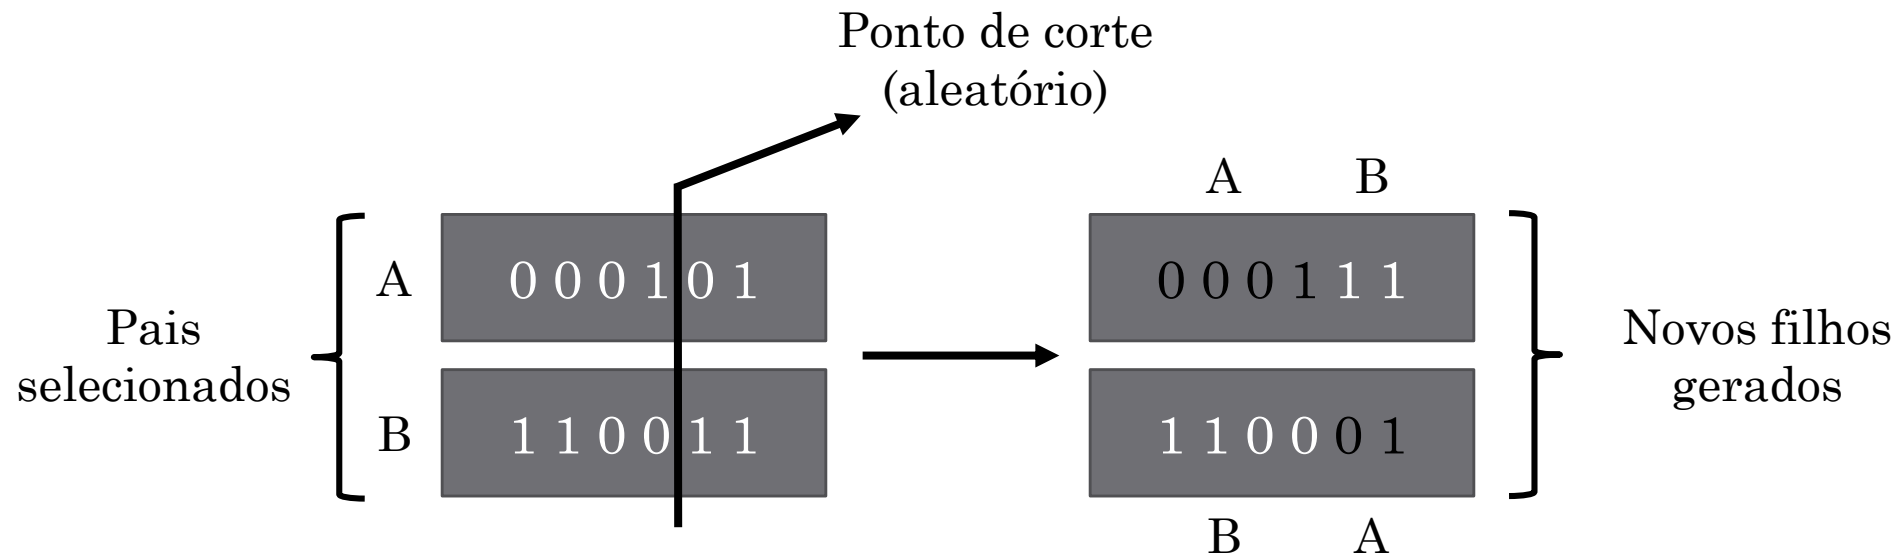 Ponto de corte
(aleatório)
A B
A
0 0 0 1 0 1
0 0 0 1 1 1
Pais
selecionados
Novos filhos
gerados
B
1 1 0 0 1 1
1 1 0 0 0 1
B A